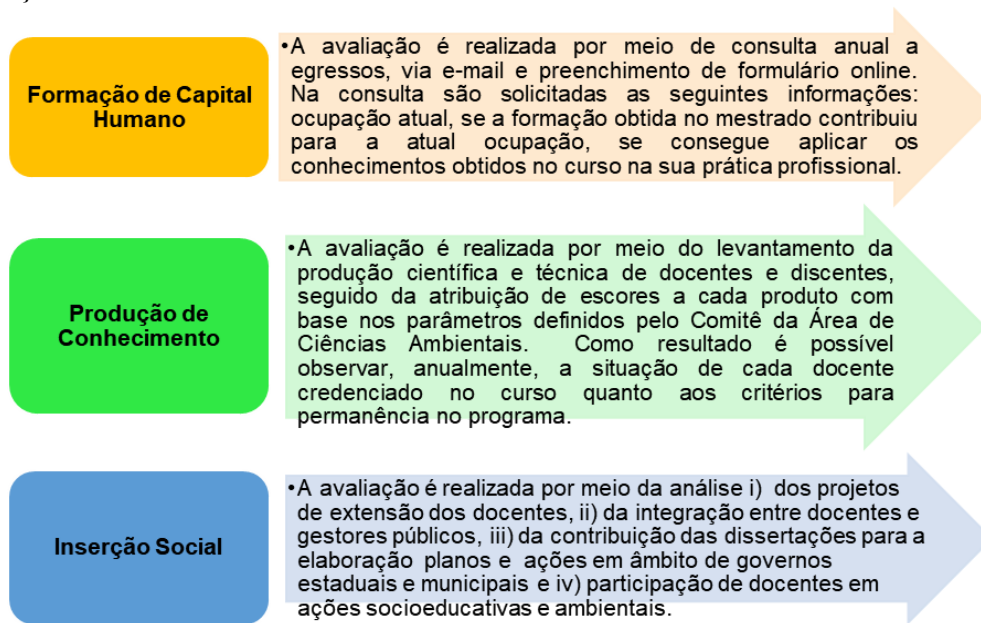 Formação de Capital
Humano
•A avaliação é realizada por meio de consulta anual a
egressos, via e-mail e preenchimento de formulário online.
Na consulta são solicitadas as seguintes informações:
ocupação atual, se a formação obtida no mestrado contribuiu
para a atual ocupação, se consegue aplicar os
conhecimentos obtidos no curso na sua prática profissional.
Produção de
Conhecimento
•A avaliação é realizada por meio do levantamento da
produção científica e técnica de docentes e discentes,
seguido da atribuição de escores a cada produto com
base nos parâmetros definidos pelo Comitê da Área de
Ciências Ambientais. Como resultado é possível
observar, anualmente, a situação de cada docente
credenciado no curso quanto aos critérios para
permanência no programa.
Inserção Social
•A avaliação é realizada por meio da análise i) dos projetos
de extensão dos docentes, ii) da integração entre docentes e
gestores públicos, iii) da contribuição das dissertações para a
elaboração planos e ações em âmbito de governos
estaduais e municipais e iv) participação de docentes em
ações socioeducativas e ambientais.